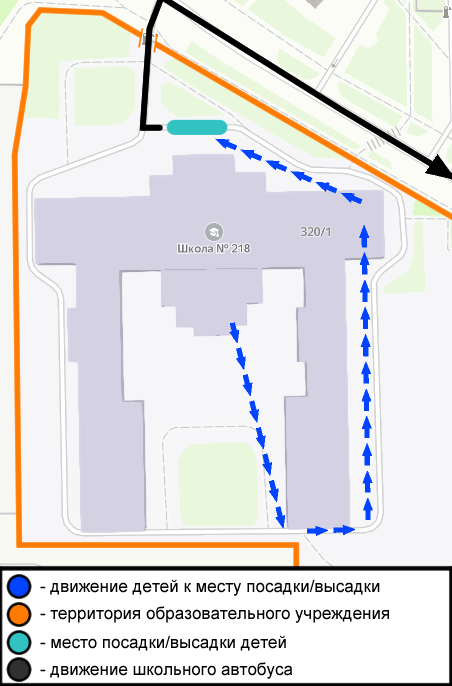 320/1
Школа № 218
- движение детей к месту посадки/высадки
- территория образовательного учреждения
- место посадки/высадки детей
- движение школьного автобуса